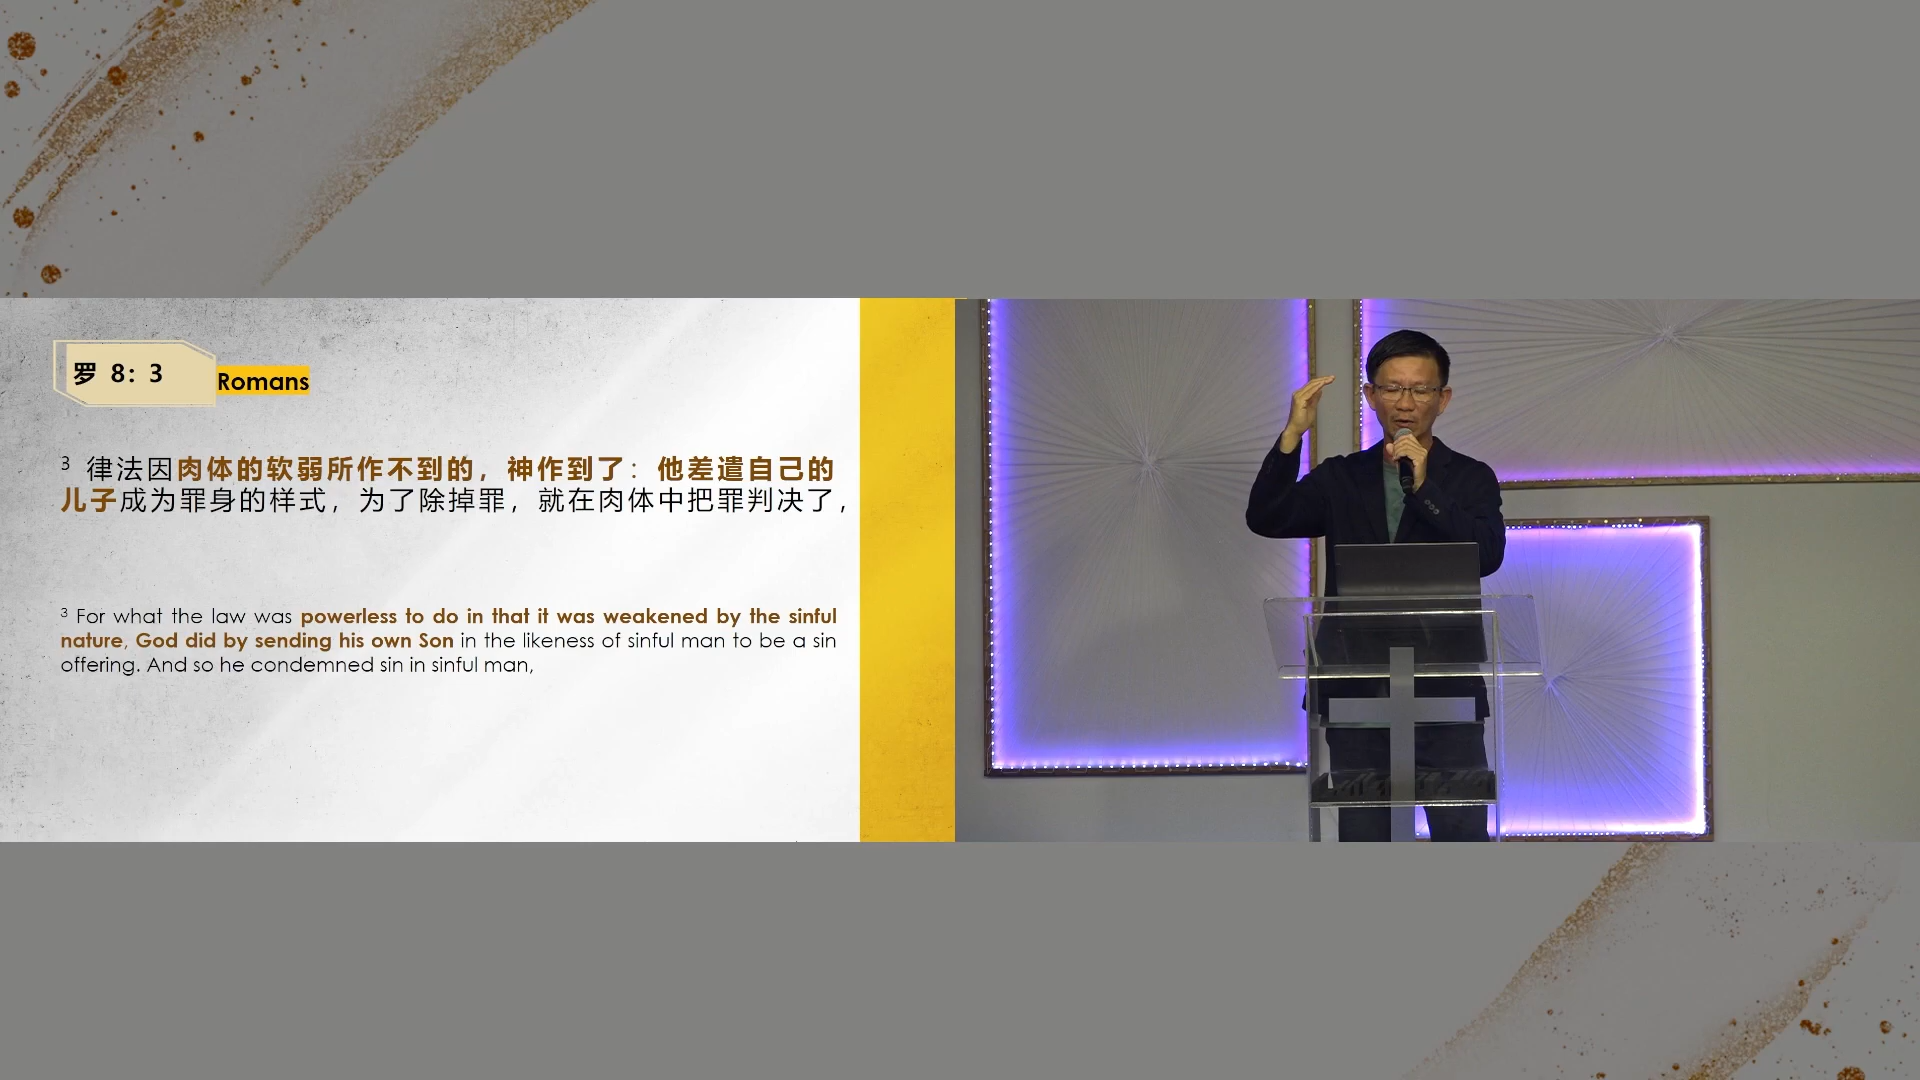 罗 8: 3 Romans
3 律法因肉体的软弱所作不到的，神作到了：他差遣自己的
儿子成为罪身的样式，为了除掉罪，就在肉体中把罪判决了，
3 For what the law was powerless to do in that it was weakened by the sinful
nature, God did by sending his own Son in the likeness of sinful man to be a sin
offering. And so he condemned sin in sinful man,